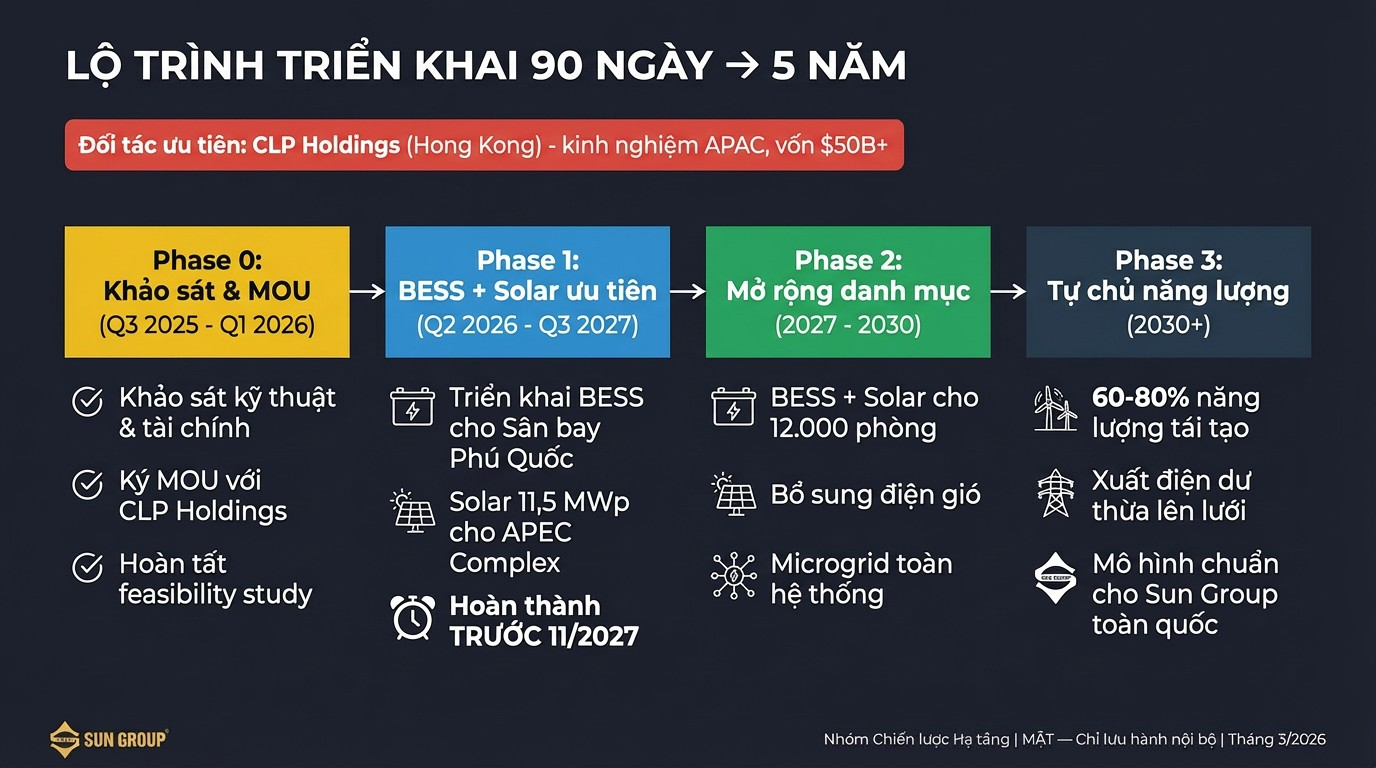 LỘ TRÌNH TRIỂN KHAI 90 NGÀY → 5 NĂM
Đối tác ưu tiên: CLP Holdings (Hong Kong) - kinh nghiệm APAC, vốn $50B+
Phase 0:
Khảo sát & MOU
(Q3 2025 - Q1 2026)
Khảo sát kỹ thuật
& tài chính
Ký MOU với
CLP Holdings
Hoàn tất
feasibility study
Phase 1:
BESS + Solar ưu tiên
(Q2 2026 - Q3 2027)
Triển khai BESS
cho Sân bay
Phú Quốc
Solar 11,5 MWp
cho APEC
Complex
Hoàn thành
TRƯỚC 11/2027
Phase 2:
Mở rộng danh mục
(2027 - 2030)
BESS + Solar cho
12.000 phòng
Bổ sung điện gió
Microgrid toàn
hệ thống
Phase 3:
Tự chủ năng lượng
(2030+)
60-80% năng
lượng tái tạo
Xuất điện dư
thừa lên lưới
Mô hình chuẩn
cho Sun Group
toàn quốc
SUN GROUP
Nhóm Chiến lược Hạ tầng | MẬT — Chỉ lưu hành nội bộ | Tháng 3/2026